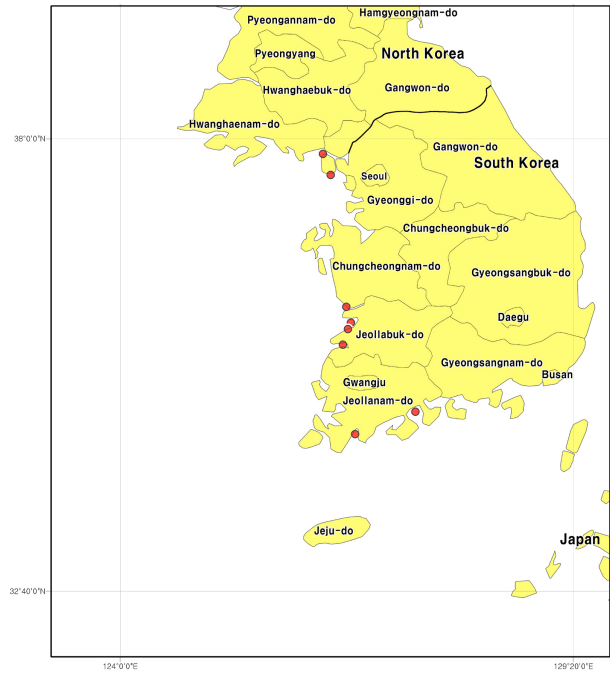 Hamgyeongnam-do
Pyeongannam-do
North Korea
Pyeongyang
Hwanghaebuk-do
Gangwon-do
Hwanghaenam-do
38°0'0"N
Gangwon-do
South Korea
Seoul
Gyeonggi-do
Chungcheongbuk-do
Chungcheongnam-do
Gyeongsangbuk-do
Daegu
Jeollabuk-do
Gyeongsangnam-do
Busan
Gwangju
Jeollanam-do
Jeju-do
Japan
32°40'0"N
124°0'0"E
129°20'0"E